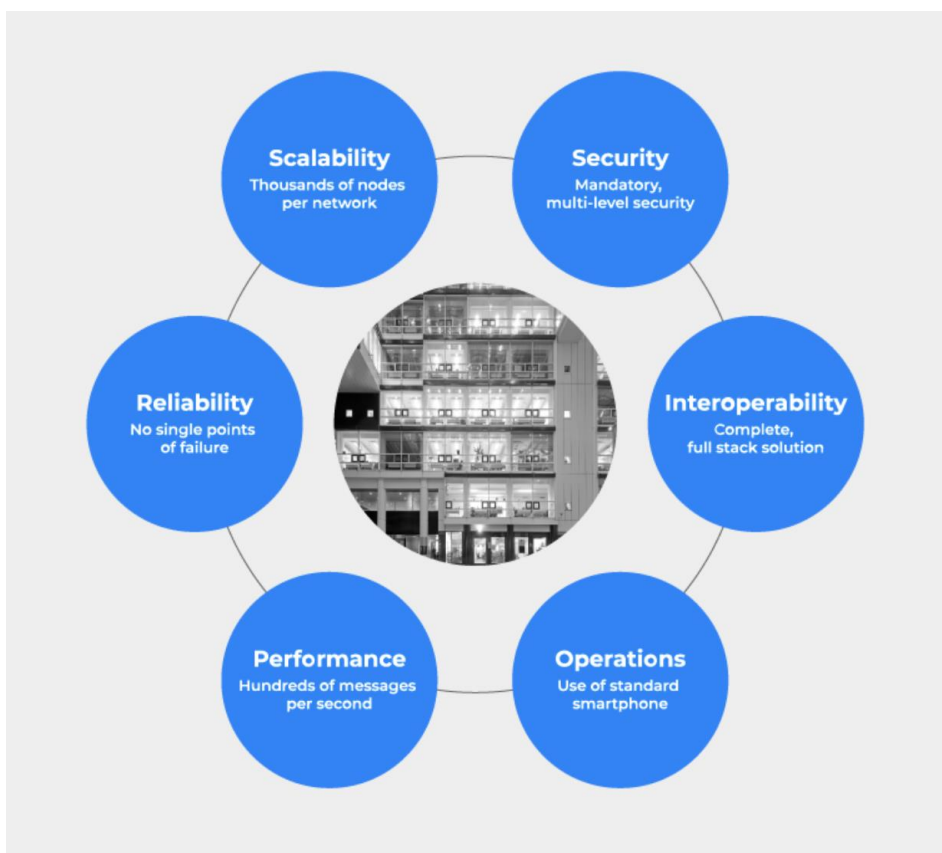 Scalability
Thousands of nodes
per network
Security
Mandatory,
multi-level security
Reliability
No single points
of failure
Interoperability
Complete,
full stack solution
Performance
Hundreds of messages
per second
Operations
Use of standard
smartphone